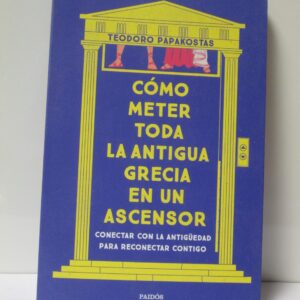 TEODORO PAPAKOSTAS
CÓMO
METER
TODA
LA ANTIGUA
GRECIA
EN UN
ASCENSOR
CONECTAR CON LA ANTIGÜEDAD
PARA RECONECTAR CONTIGO
PAIDÓS